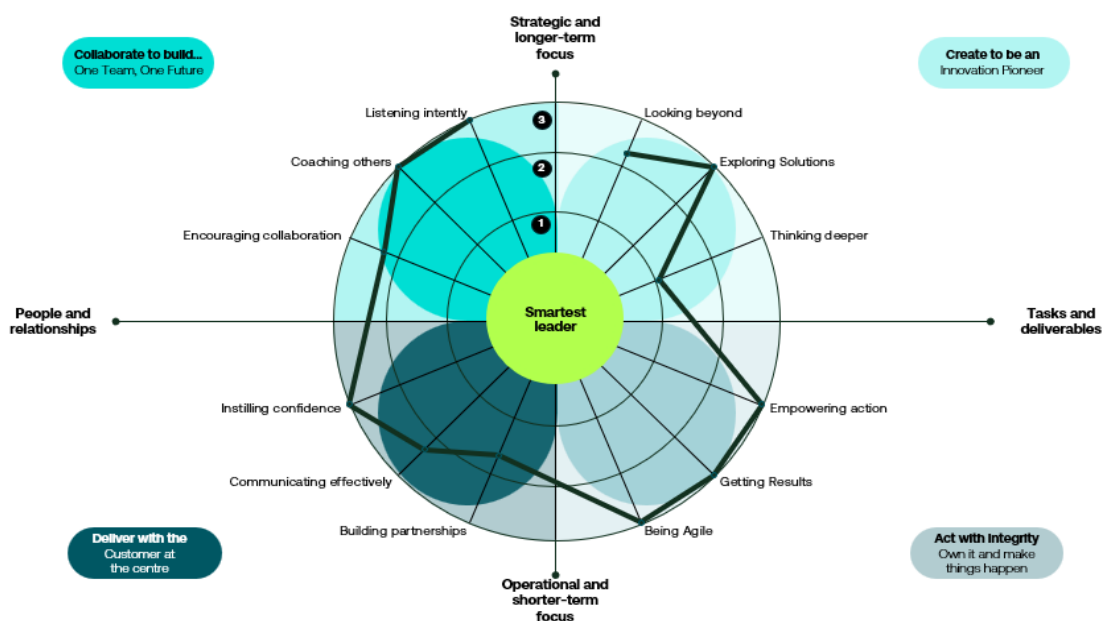 Strategic and
longer-term
focus
Collaborate to build...
One Team, One Future
Create to be an
Innovation Pioneer
Listening intently
3
Looking beyond
Coaching others
2
Exploring Solutions
1
Encouraging collaboration
Thinking deeper
People and
relationships
Smartest
leader
Tasks and
deliverables
Instilling confidence
Empowering action
Communicating effectively
Getting Results
Building partnerships
Being Agile
Deliver with the
Customer at
the centre
Act with Integrity
Own it and make
things happen
Operational and
shorter-term
focus